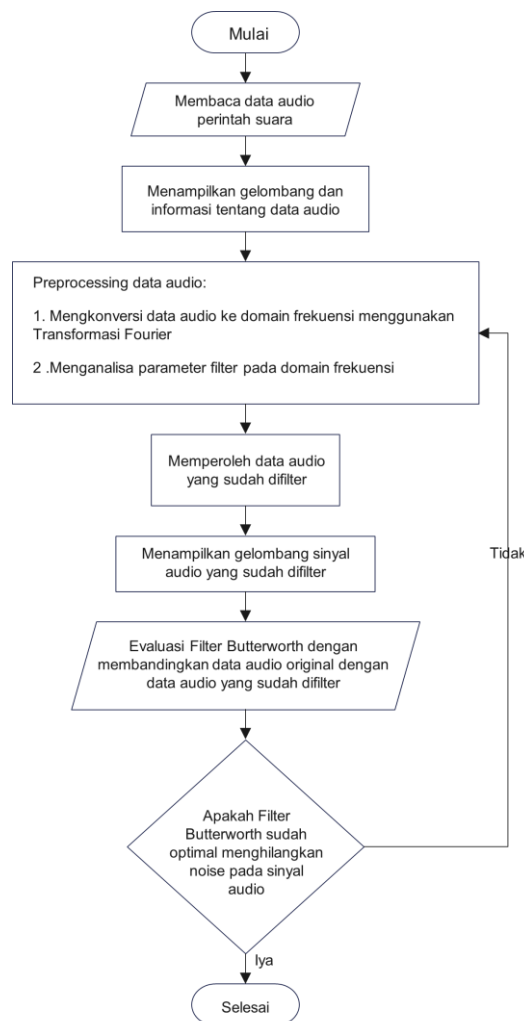 Mulai
Membaca data audio
perintah suara
Menampilkan gelombang dan
informasi tentang data audio
Preprocessing data audio:
1. Mengkonversi data audio ke domain frekuensi menggunakan
Transformasi Fourier
2 .Menganalisa parameter filter pada domain frekuensi
Memperoleh data audio
yang sudah difilter
Menampilkan gelombang sinyal
audio yang sudah difilter
Tidak
Evaluasi Filter Butterworth dengan
membandingkan data audio original dengan
data audio yang sudah difilter
Apakah Filter
Butterworth sudah
optimal menghilangkan
noise pada sinyal
audio
Iya
Selesai